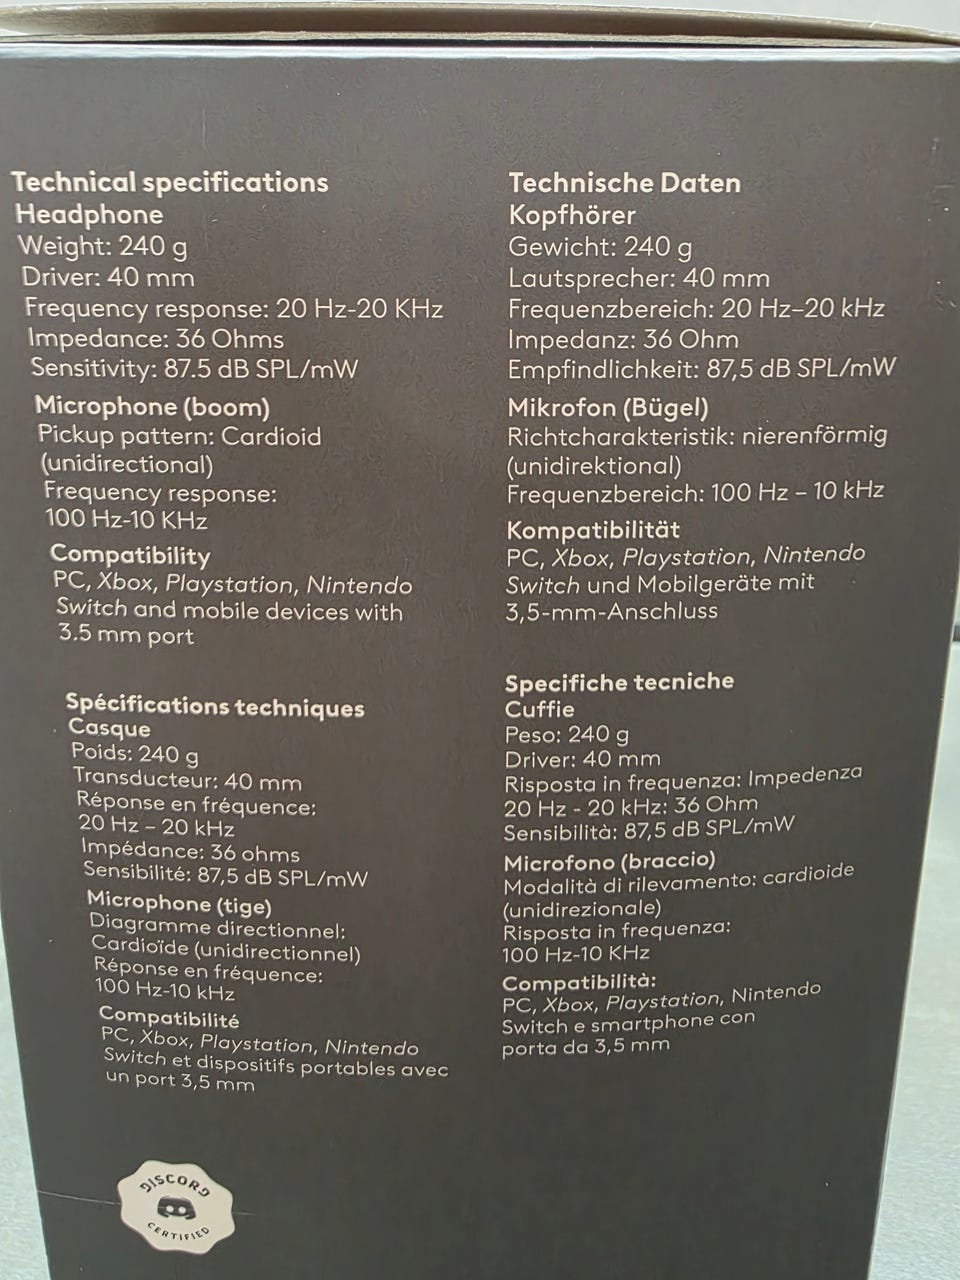 Technical specifications
Headphone
Weight: 240 g
Driver: 40 mm
Frequency response: 20 Hz-20 KHz
Impedance: 36 Ohms
Sensitivity: 87.5 dB SPL/mW
Microphone (boom)
Pickup pattern: Cardioid
(unidirectional)
Frequency response:
100 Hz-10 KHz
Compatibility
PC, Xbox, Playstation, Nintendo
Switch and mobile devices with
3.5 mm port
Technische Daten
Kopfhörer
Gewicht: 240 g
Lautsprecher: 40 mm
Frequenzbereich: 20 Hz–20 kHz
Impedanz: 36 Ohm
Empfindlichkeit: 87,5 dB SPL/mW
Mikrofon (Bügel)
Richtcharakteristik: nierenförmig
(unidirektional)
Frequenzbereich: 100 Hz – 10 kHz
Kompatibilität
PC, Xbox, Playstation, Nintendo
Switch und Mobilgeräte mit
3,5-mm-Anschluss
Spécifications techniques
Casque
Poids: 240 g
Transducteur: 40 mm
Réponse en fréquence:
20 Hz – 20 kHz
Impédance: 36 ohms
Sensibilité: 87,5 dB SPL/mW
Microphone (tige)
Diagramme directionnel:
Cardioïde (unidirectionnel)
Réponse en fréquence:
100 Hz-10 kHz
Compatibilité
PC, Xbox, Playstation, Nintendo
Switch et dispositifs portables avec
un port 3,5 mm
Specifiche tecniche
Cuffie
Peso: 240 g
Driver: 40 mm
Risposta in frequenza: Impedenza
20 Hz - 20 kHz: 36 Ohm
Sensibilità: 87,5 dB SPL/mW
Microfono (braccio)
Modalità di rilevamento: cardioide
(unidirezionale)
Risposta in frequenza:
100 Hz-10 KHz
Compatibilità:
PC, Xbox, Playstation, Nintendo
Switch e smartphone con
porta da 3,5 mm
DISCORD
CERTIFIED